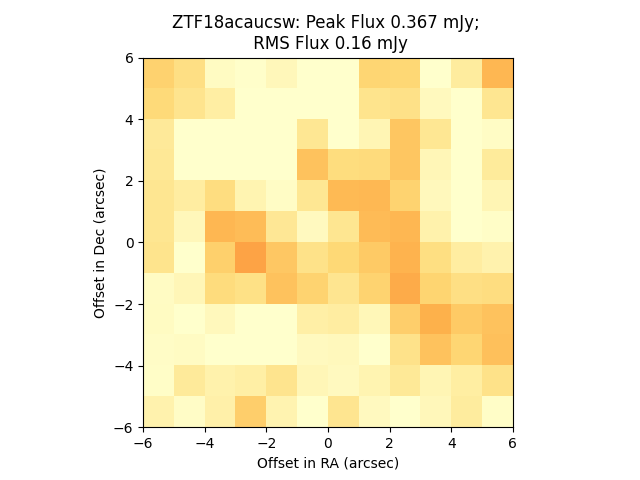 ZTF18acaucsw: Peak Flux 0.367 mJy;
RMS Flux 0.16 mJy
6
4
2
0
−2
−4
−6
Offset in Dec (arcsec)
−6 −4 −2 0 2 4 6
Offset in RA (arcsec)